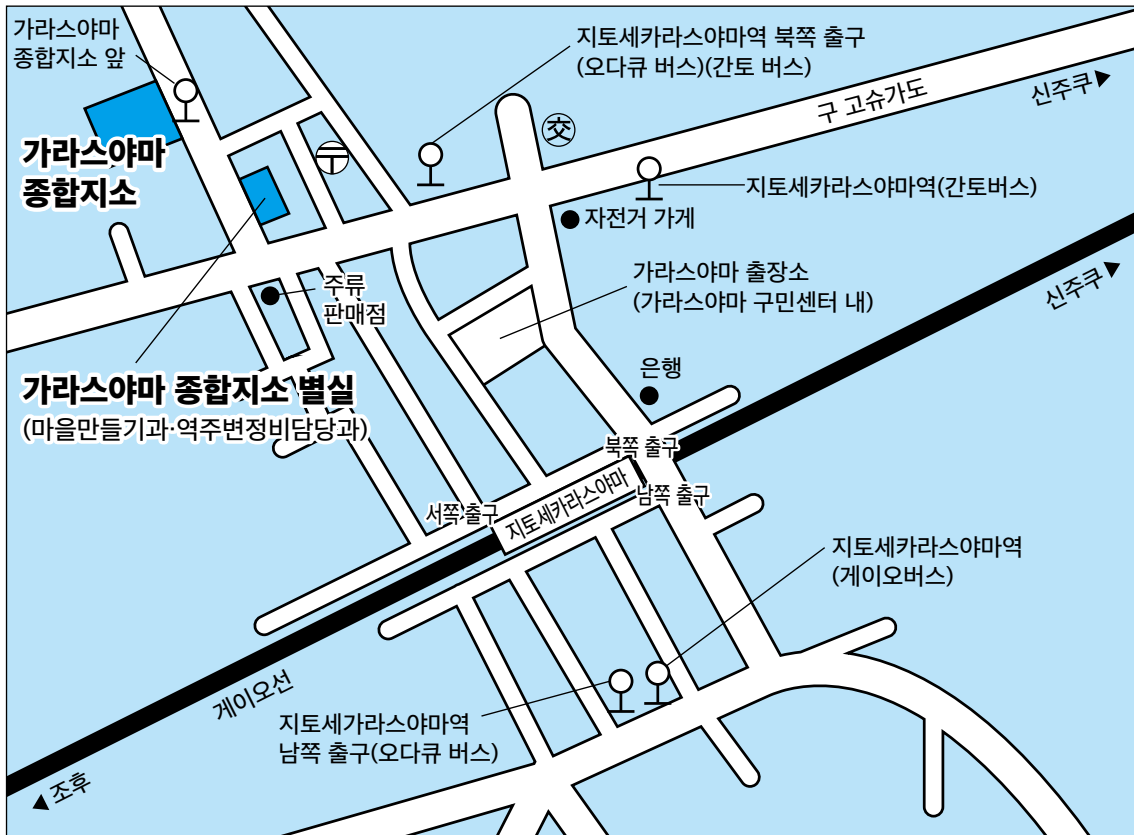 가라스야마
종합지소 앞
지토세카라스야마역 북쪽 출구
(오다큐 버스)(간토 버스)
구 고슈가도
신주쿠▶
交
〒
가라스야마
종합지소
지토세카라스야마역(간토버스)
자전거 가게
가라스야마 출장소
(가라스야마 구민센터 내)
신주쿠▶
주류
판매점
은행
가라스야마 종합지소 별실
(마을만들기과·역주변정비담당과)
북쪽 출구
서쪽 출구
지토세카라스야마
남쪽 출구
지토세카라스야마역
(게이오버스)
게이오선
지토세가라스야마역
남쪽 출구(오다큐 버스)
◀조후